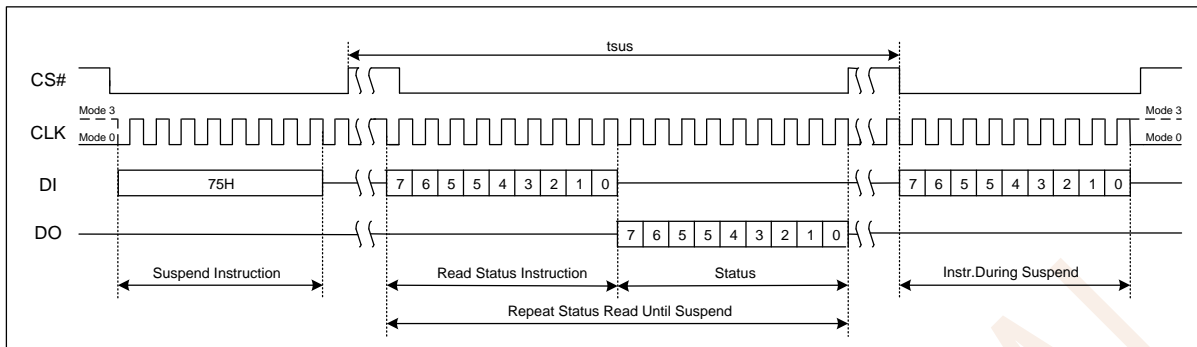 tsus
CS#
Mode 3
Mode 3
CLK
Mode 0
Mode 0
DI
75H
7 6 5 5 4 3 2 1 0
7 6 5 5 4 3 2 1 0
DO
7 6 5 5 4 3 2 1 0
Suspend Instruction
Read Status Instruction
Status
Instr.During Suspend
Repeat Status Read Until Suspend